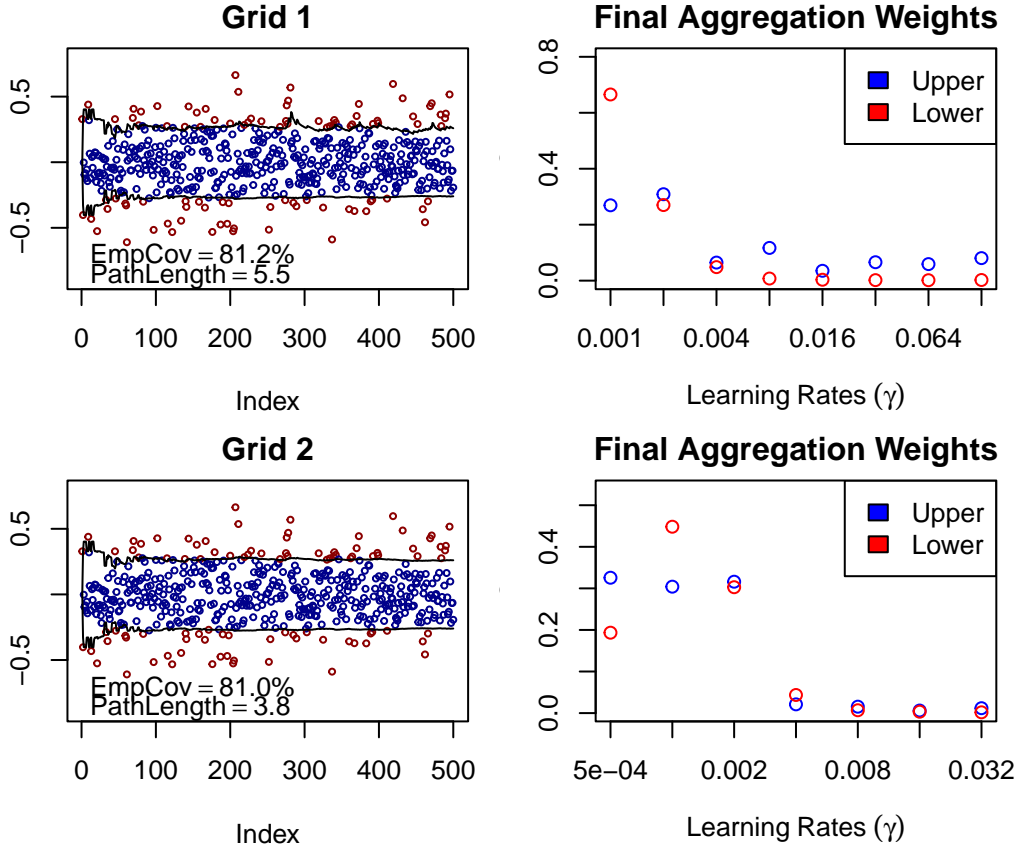 Grid 1
0.5
−0.5
EmpCov = 81.2%
PathLength = 5.5
0 100 200 300 400 500
Index
Final Aggregation Weights
0.8
0.4
0.0
Upper
Lower
0.001 0.004 0.016 0.064
Learning Rates (γ)
Grid 2
0.5
−0.5
EmpCov = 81.0%
PathLength = 3.8
0 100 200 300 400 500
Index
Final Aggregation Weights
0.4
0.2
0.0
Upper
Lower
5e−04 0.002 0.008 0.032
Learning Rates (γ)